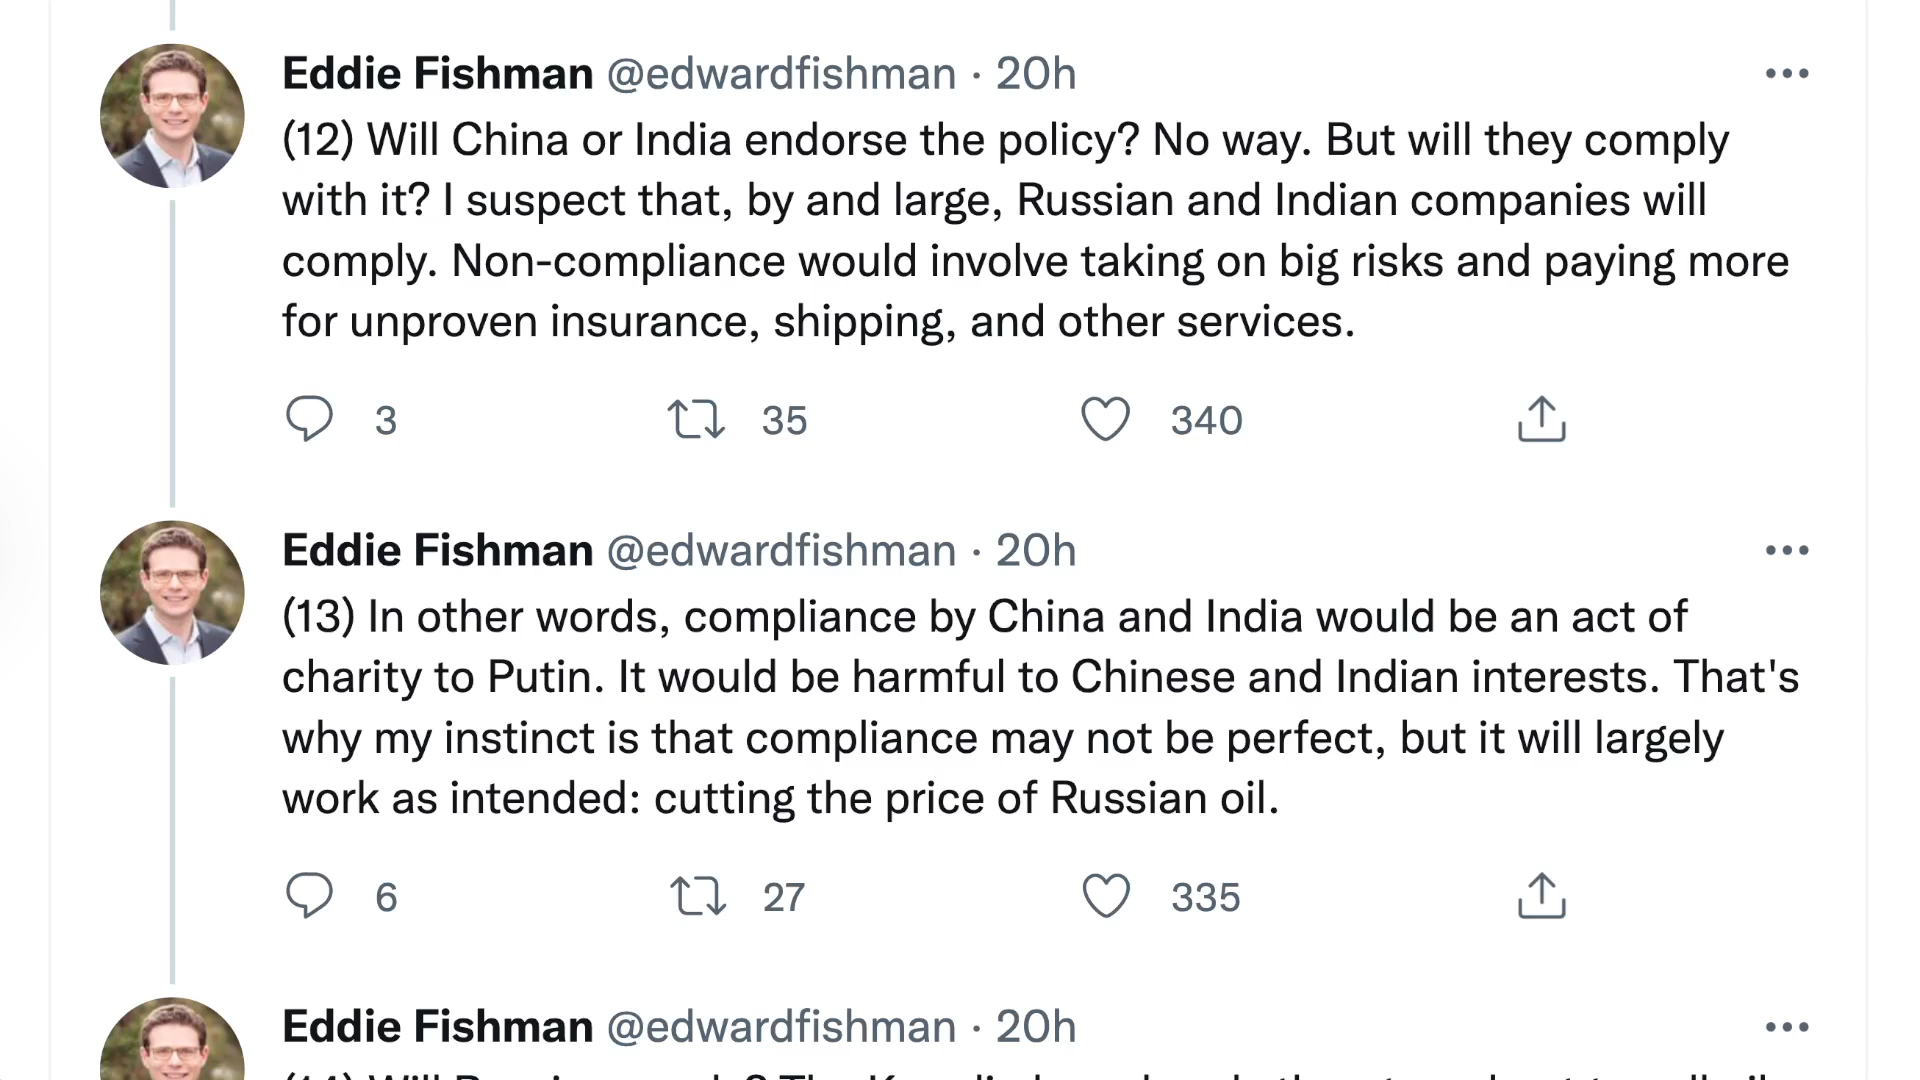 Eddie Fishman @edwardfishman · 20h
(12) Will China or India endorse the policy? No way. But will they comply
with it? I suspect that, by and large, Russian and Indian companies will
comply. Non-compliance would involve taking on big risks and paying more
for unproven insurance, shipping, and other services.
3 35 340
Eddie Fishman @edwardfishman · 20h
(13) In other words, compliance by China and India would be an act of
charity to Putin. It would be harmful to Chinese and Indian interests. That's
why my instinct is that compliance may not be perfect, but it will largely
work as intended: cutting the price of Russian oil.
6 27 335
Eddie Fishman @edwardfishman · 20h